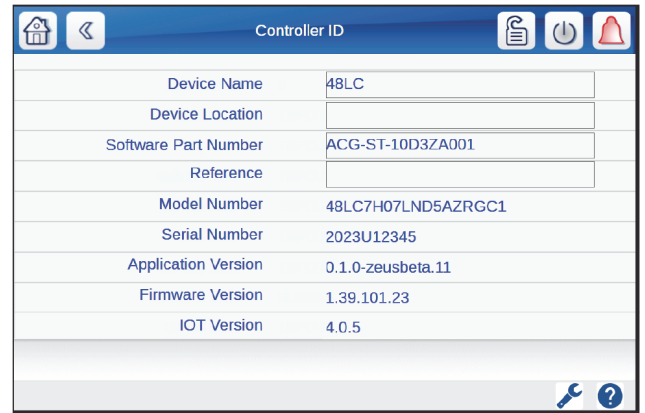 Controller ID
Device Name 48LC
Device Location
Software Part Number ACG-ST-10D3ZA001
Reference
Model Number 48LC7H07LND5AZRGC1
Serial Number 2023U12345
Application Version 0.1.0-zeusbeta.11
Firmware Version 1.39.101.23
IOT Version 4.0.5
?